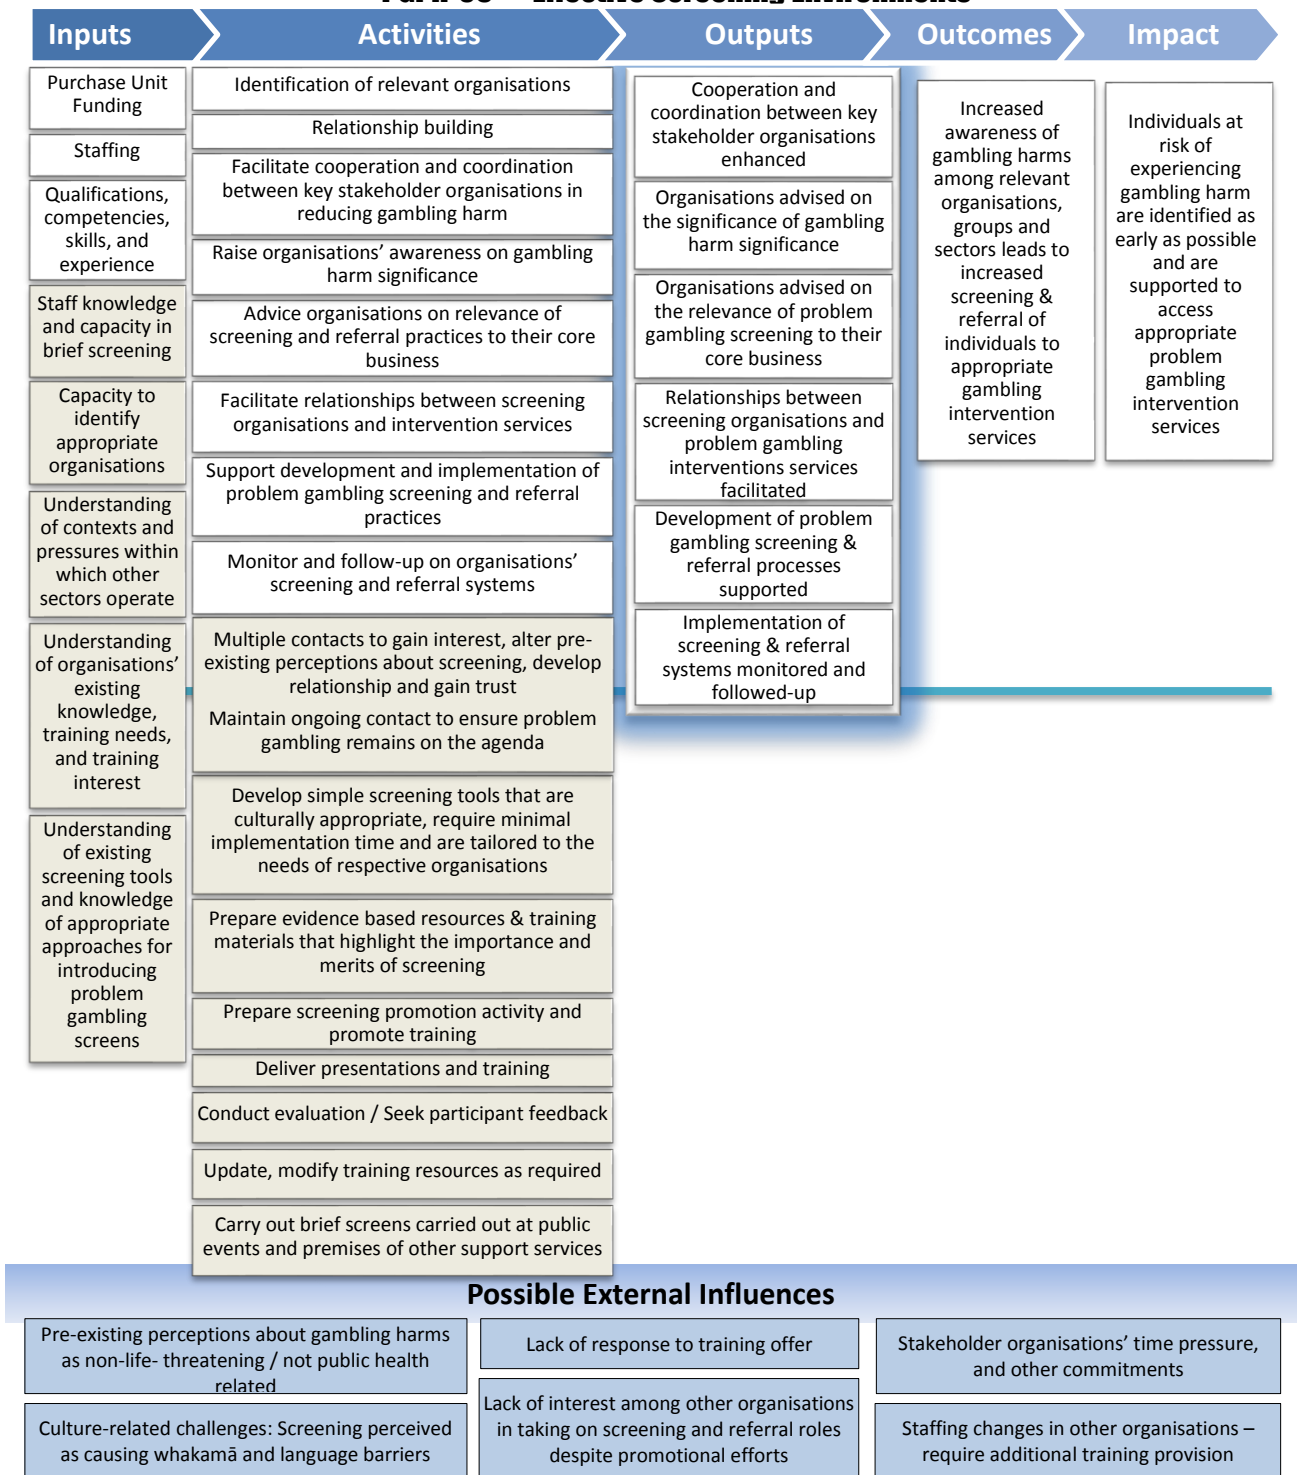 Effective Screening Environments
Inputs
Activities
Outputs
Outcomes
Impact
Purchase Unit
Funding
Staffing
Qualifications,
competencies,
skills, and
experience
Staff knowledge
and capacity in
brief screening
Capacity to
identify
appropriate
organisations
Understanding
of contexts and
pressures within
which other
sectors operate
Understanding
of organisations’
existing
knowledge,
training needs,
and training
interest
Understanding
of existing
screening tools
and knowledge
of appropriate
approaches for
introducing
problem
gambling
screens
Identification of relevant organisations
Relationship building
Facilitate cooperation and coordination
between key stakeholder organisations in
reducing gambling harm
Raise organisations’ awareness on gambling
harm significance
Advice organisations on relevance of
screening and referral practices to their core
business
Facilitate relationships between screening
organisations and intervention services
Support development and implementation of
problem gambling screening and referral
practices
Monitor and follow-up on organisations’
screening and referral systems
Multiple contacts to gain interest, alter pre-
existing perceptions about screening, develop
relationship and gain trust
Maintain ongoing contact to ensure problem
gambling remains on the agenda
Develop simple screening tools that are
culturally appropriate, require minimal
implementation time and are tailored to the
needs of respective organisations
Prepare evidence based resources & training
materials that highlight the importance and
merits of screening
Prepare screening promotion activity and
promote training
Deliver presentations and training
Conduct evaluation / Seek participant feedback
Update, modify training resources as required
Carry out brief screens carried out at public
events and premises of other support services
Cooperation and
coordination between key
stakeholder organisations
enhanced
Organisations advised on
the significance of gambling
harm significance
Organisations advised on
the relevance of problem
gambling screening to their
core business
Relationships between
screening organisations and
problem gambling
interventions services
facilitated
Development of problem
gambling screening &
referral processes
supported
Implementation of
screening & referral
systems monitored and
followed-up
Increased
awareness of
gambling harms
among relevant
organisations,
groups and
sectors leads to
increased
screening &
referral of
individuals to
appropriate
gambling
intervention
services
Individuals at
risk of
experiencing
gambling harm
are identified as
early as possible
and are
supported to
access
appropriate
problem
gambling
intervention
services
Possible External Influences
Pre-existing perceptions about gambling harms
as non-life- threatening / not public health
related
Culture-related challenges: Screening perceived
as causing whakamā and language barriers
Lack of response to training offer
Lack of interest among other organisations
in taking on screening and referral roles
despite promotional efforts
Stakeholder organisations’ time pressure,
and other commitments
Staffing changes in other organisations –
require additional training provision